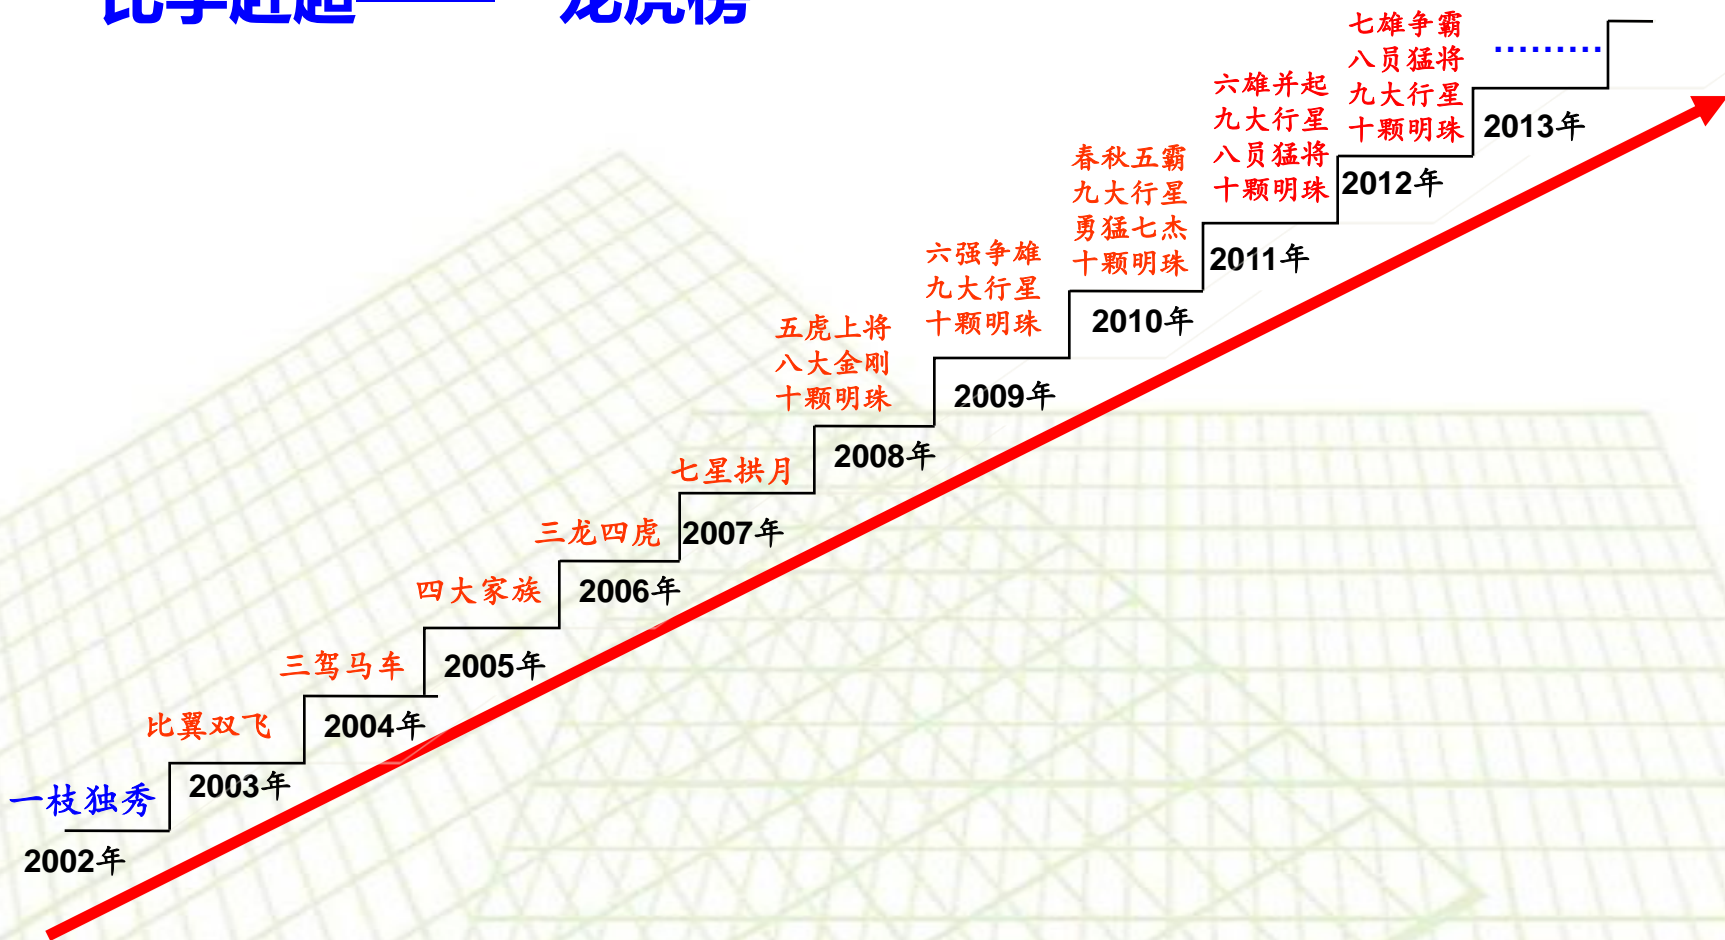 比学赶超—— 龙虎榜
一枝独秀
2002年
比翼双飞
2003年
三驾马车
2004年
四大家族
2005年
三龙四虎
2006年
七星拱月
2007年
五虎上将
八大金刚
十颗明珠
2008年
六强争雄
九大行星
十颗明珠
2009年
春秋五霸
九大行星
勇猛七杰
十颗明珠
2010年
六雄并起
九大行星
八员猛将
十颗明珠
2011年
七雄争霸
八员猛将
九大行星
十颗明珠
2012年
………
2013年